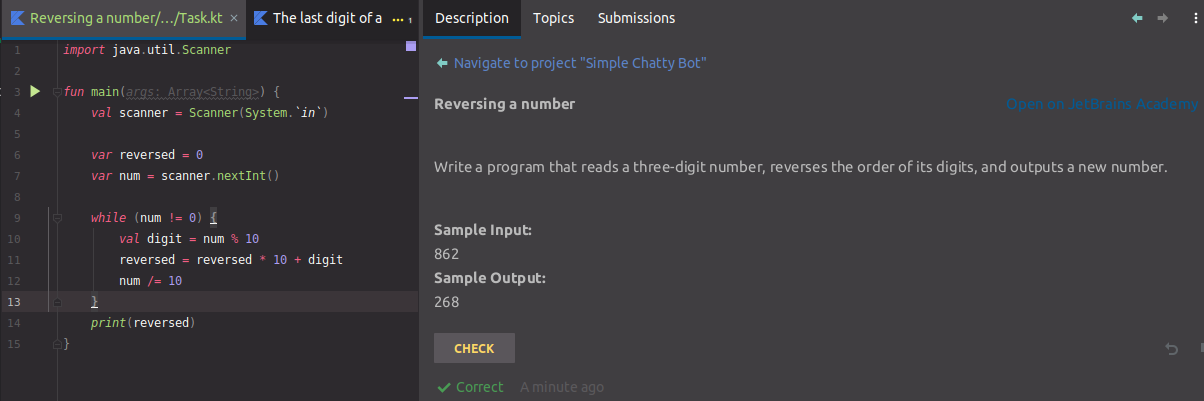 Reversing a number/.../Task.kt ×
The last digit of a ... 1
1 import java.util.Scanner
2
3 fun main(args: Array<String>) {
4 val scanner = Scanner(System.`in`)
5
6 var reversed = 0
7 var num = scanner.nextInt()
8
9 while (num != 0) {
10 val digit = num % 10
11 reversed = reversed * 10 + digit
12 num /= 10
13 }
14 print(reversed)
15 }
Description Topics Submissions
Navigate to project "Simple Chatty Bot"
Reversing a number
Open on JetBrains Academy
Write a program that reads a three-digit number, reverses the order of its digits, and outputs a new number.
Sample Input:
862
Sample Output:
268
CHECK
Correct A minute ago